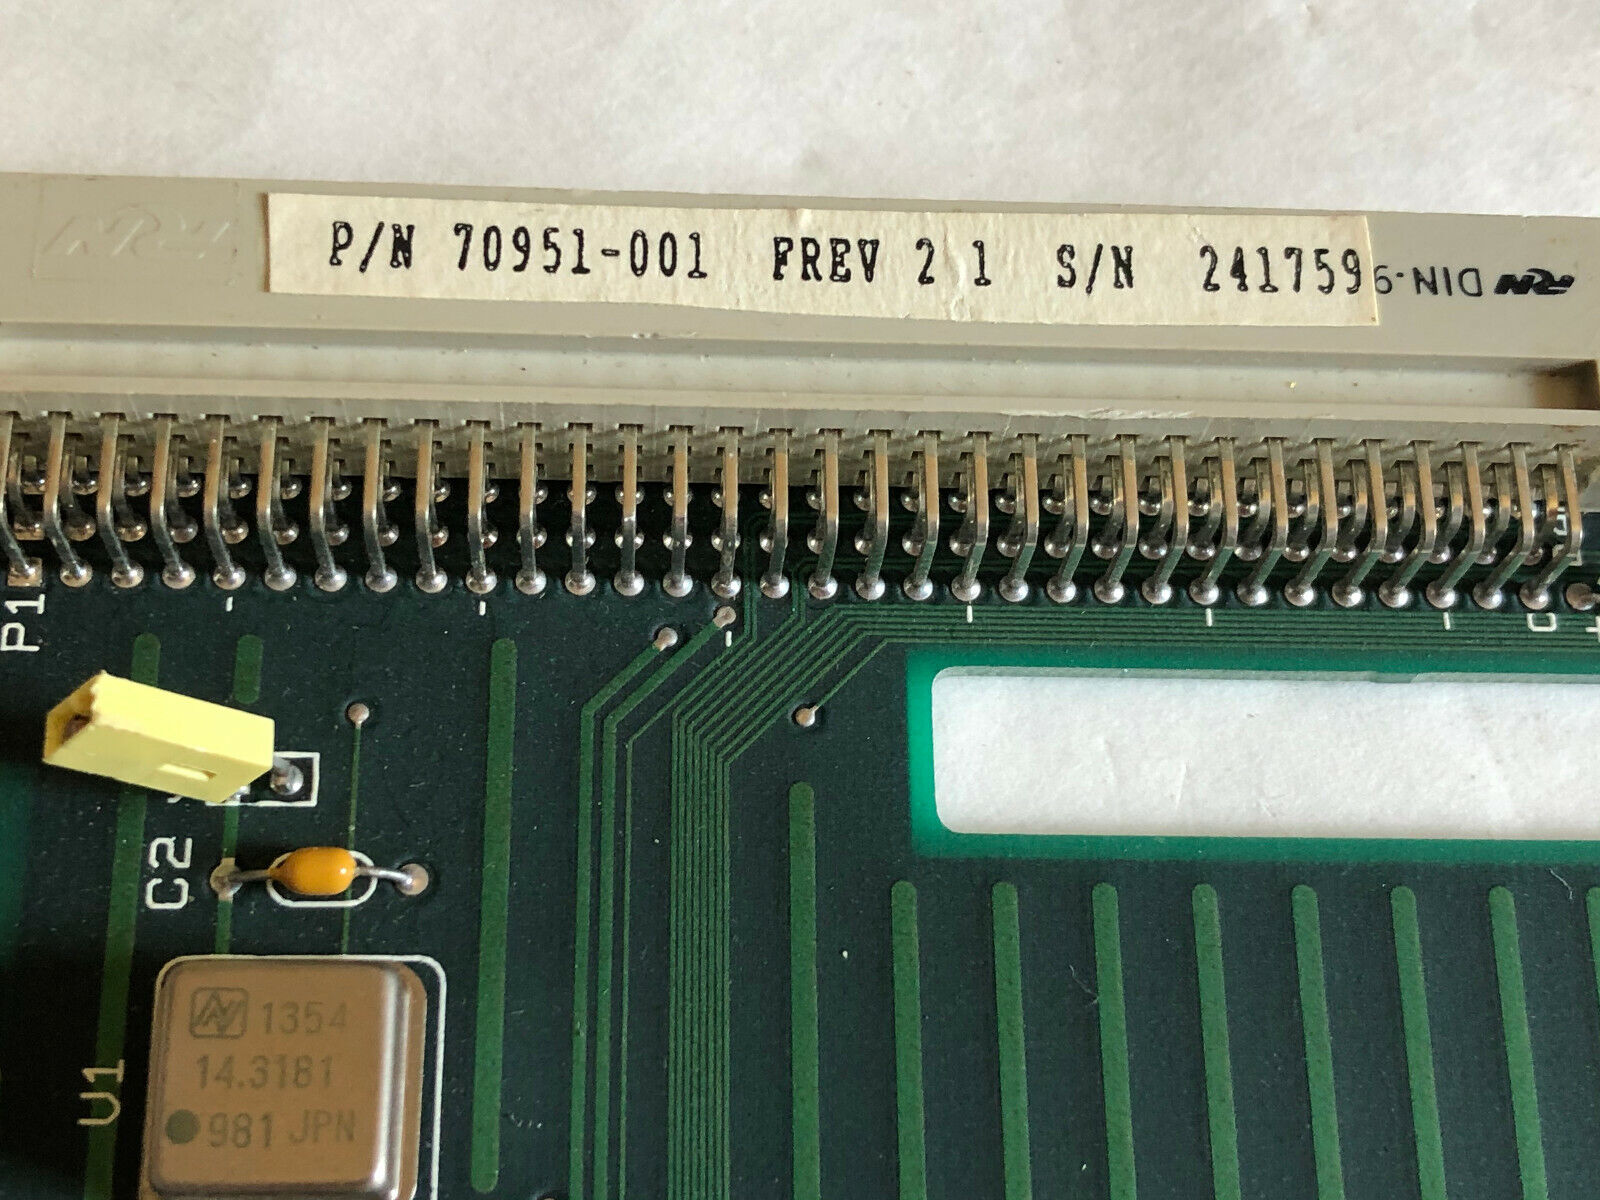 P/N 70951-001 FREV 2 1 S/N 241759
DIN-9
P1
C2
U1
1354
14.3181
981 JPN